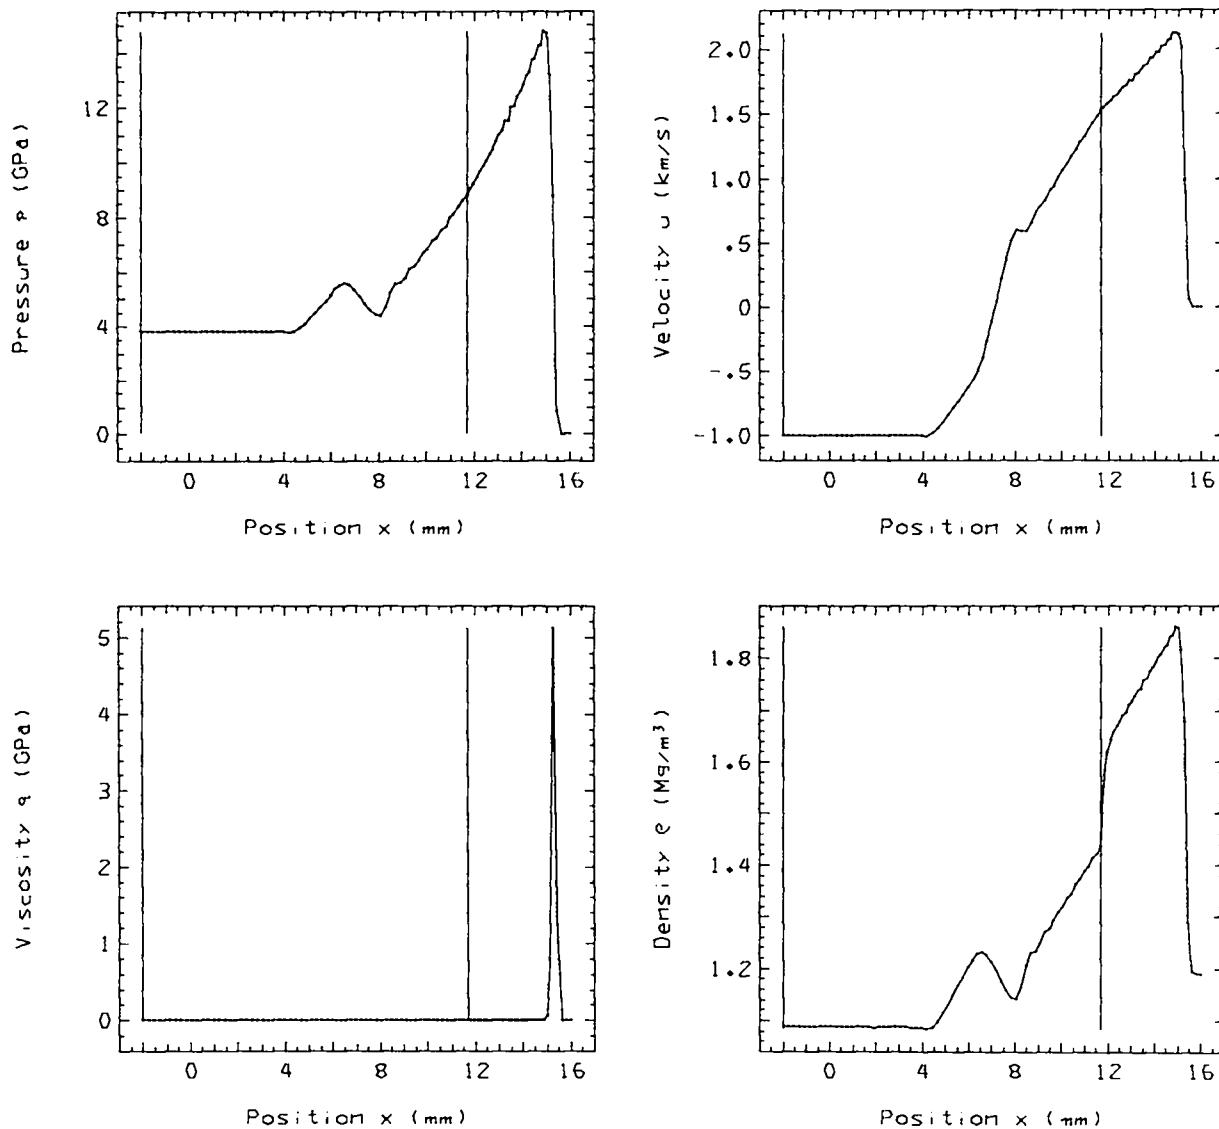 Pressure p (GPa)
12
8
4
0
0 4 8 12 16
Position x (mm)
Velocity u (km/s)
2.0
1.5
1.0
.5
0
-.5
-1.0
0 4 8 12 16
Position x (mm)
Viscosity q (GPa)
5
4
3
2
1
0
0 4 8 12 16
Position x (mm)
Density ρ (Mg/m³)
1.8
1.6
1.4
1.2
0 4 8 12 16
Position x (mm)